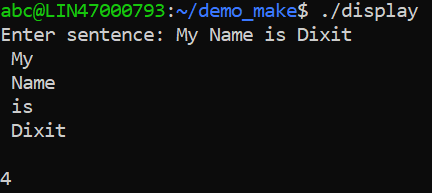 abc@LIN47000793:~/demo_make$ ./display
Enter sentence: My Name is Dixit
My
Name
is
Dixit
4